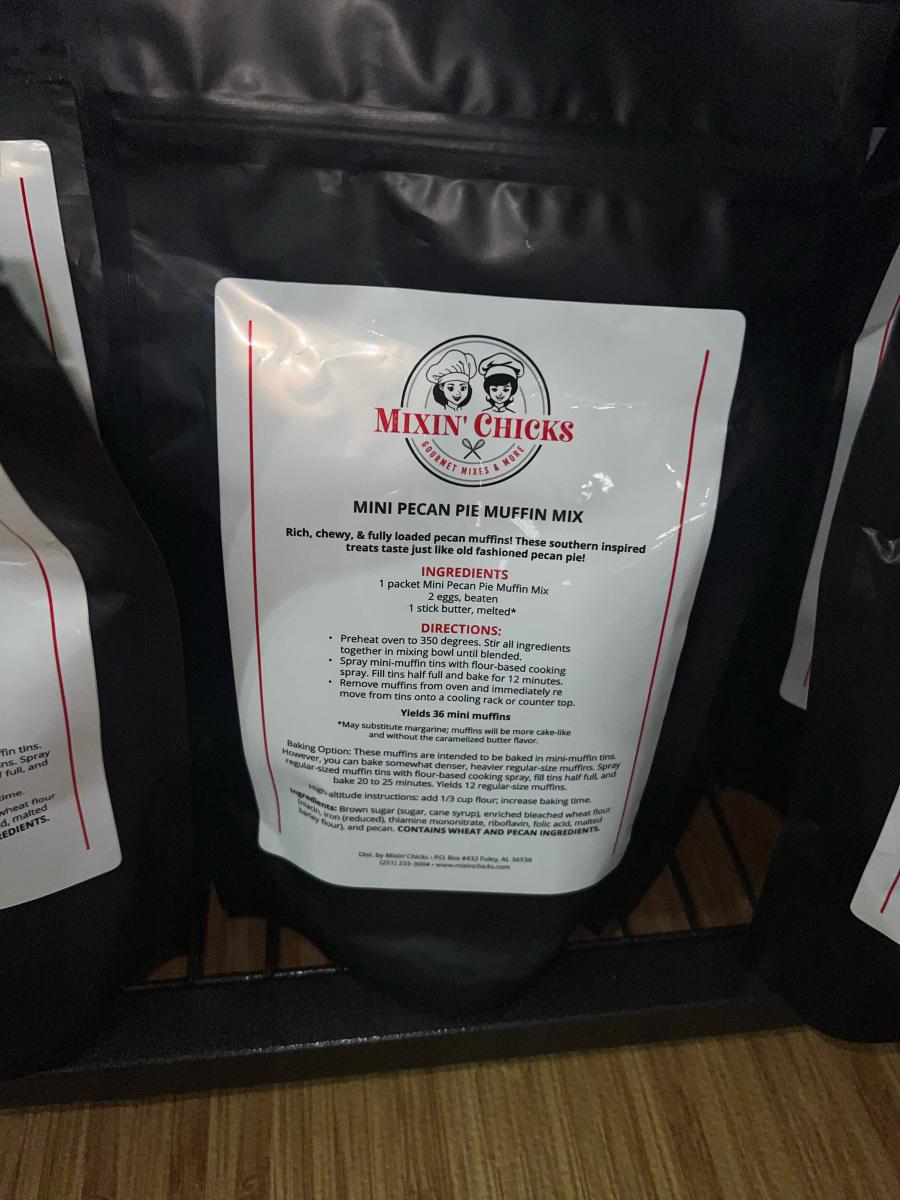 MIXIN' CHICKS
GOURMET MIXES & MORE
MINI PECAN PIE MUFFIN MIX
Rich, chewy, & fully loaded pecan muffins! These southern inspired
treats taste just like old fashioned pecan pie!
INGREDIENTS
1 packet Mini Pecan Pie Muffin Mix
2 eggs, beaten
1 stick butter, melted*
DIRECTIONS:
• Preheat oven to 350 degrees. Stir all ingredients
together in mixing bowl until blended.
• Spray mini-muffin tins with flour-based cooking
spray. Fill tins half full and bake for 12 minutes.
• Remove muffins from oven and immediately re
move from tins onto a cooling rack or counter top.
Yields 36 mini muffins
*May substitute margarine; muffins will be more cake-like
and without the caramelized butter flavor.
Baking Option: These muffins are intended to be baked in mini-muffin tins.
However, you can bake somewhat denser, heavier regular-size muffins. Spray
regular-sized muffin tins with flour-based cooking spray, fill tins half full, and
bake 20 to 25 minutes. Yields 12 regular-size muffins.
High-altitude instructions: add 1/3 cup flour; increase baking time.
Ingredients: Brown sugar (sugar, cane syrup), enriched bleached wheat flour
(niacin, iron (reduced), thiamine mononitrate, riboflavin, folic acid, malted
barley flour), and pecan. CONTAINS WHEAT AND PECAN INGREDIENTS.
Dist. by Mixin' Chicks • P.O. Box #432 Foley, AL 36536
(251) 235-3004 • www.mixinchicks.com
fin tins.
ns. Spray
full, and
time.
wheat flour
d, malted
EDIENTS.